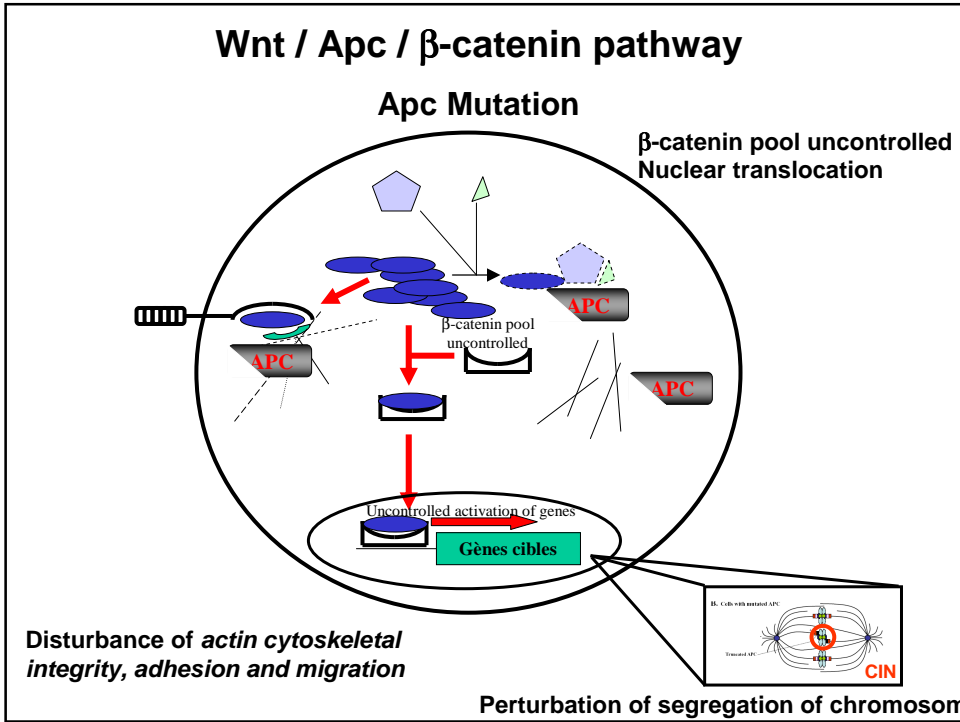 Wnt / Apc / β-catenin pathway
Apc Mutation
β-catenin pool uncontrolled
Nuclear translocation
APC
β-catenin pool
uncontrolled
APC
APC
Uncontrolled activation of genes
Gènes cibles
B. Cells with mutated APC
Truncated APC
CIN
Disturbance of actin cytoskeletal
integrity, adhesion and migration
Perturbation of segregation of chromosom